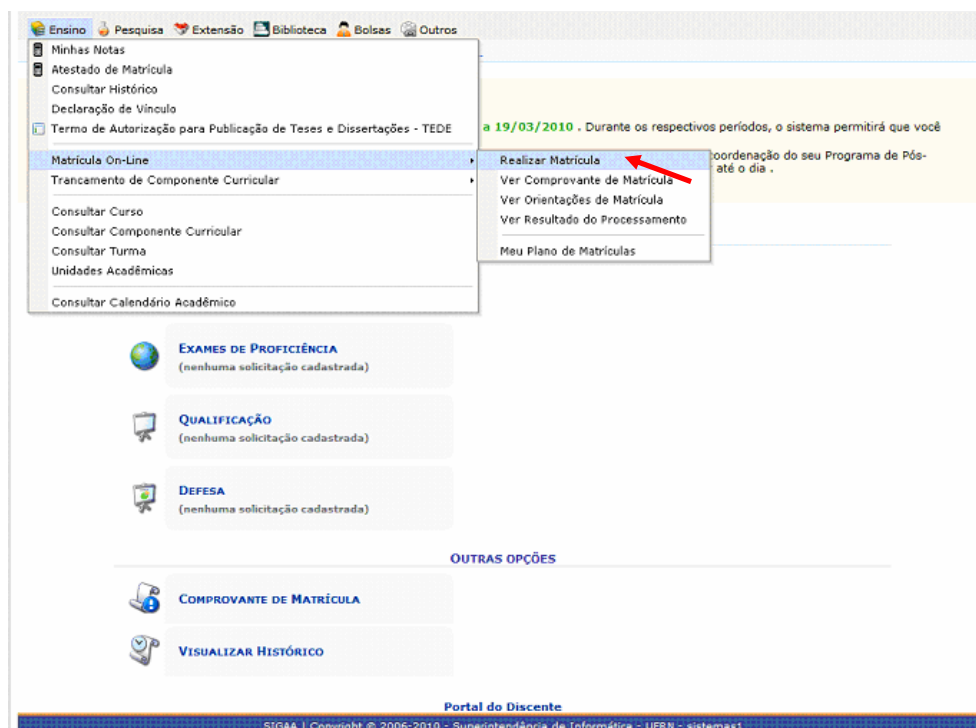 Ensino Pesquisa Extensão Biblioteca Bolsas Outros
Minhas Notas
Atestado de Matrícula
Consultar Histórico
Declaração de Vínculo
Termo de Autorização para Publicação de Teses e Dissertações - TEDE
a 19/03/2010 . Durante os respectivos períodos, o sistema permitirá que você
Matrícula On-Line
Realizar Matrícula
coordenação do seu Programa de Pós-
até o dia .
Trancamento de Componente Curricular
Ver Comprovante de Matrícula
Ver Orientações de Matrícula
Consultar Curso
Ver Resultado do Processamento
Consultar Componente Curricular
Consultar Turma
Meu Plano de Matrículas
Unidades Acadêmicas
Consultar Calendário Acadêmico
EXAMES DE PROFICIÊNCIA
(nenhuma solicitação cadastrada)
QUALIFICAÇÃO
(nenhuma solicitação cadastrada)
DEFESA
(nenhuma solicitação cadastrada)
OUTRAS OPÇÕES
COMPROVANTE DE MATRÍCULA
VISUALIZAR HISTÓRICO
Portal do Discente
SIGAA | Copyright © 2006-2010 - Superintendência de Informática - UFRN - sistemas1